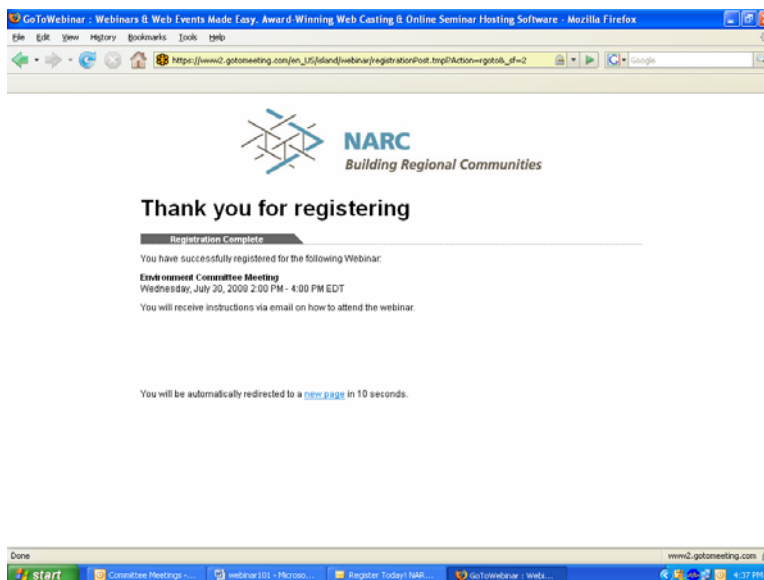 GoToWebinar : Webinars & Web Events Made Easy. Award-Winning Web Casting & Online Seminar Hosting Software - Mozilla Firefox
File Edit View History Bookmarks Tools Help
https://www2.gotomeeting.com/en_US/island/webinar/registrationPost.tmpl?Action=rgoto&_sf=2 Google
NARC
Building Regional Communities
Thank you for registering
Registration Complete
You have successfully registered for the following Webinar:
Environment Committee Meeting
Wednesday, July 30, 2008 2:00 PM - 4:00 PM EDT
You will receive instructions via email on how to attend the webinar.
You will be automatically redirected to a new page in 10 seconds.
Done www2.gotomeeting.com
start Committee Meetings -... webinar101 - Microso... Register Today! NAR... GoToWebinar : Webi... 4:37 PM